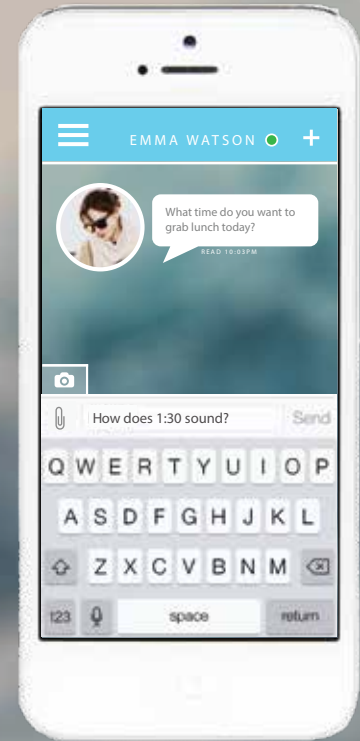 EMMA WATSON
What time do you want to
grab lunch today?
READ 10:03PM
How does 1:30 sound?
Send
Q W E R T Y U I O P
A S D F G H J K L
Z X C V B N M
123
space
return